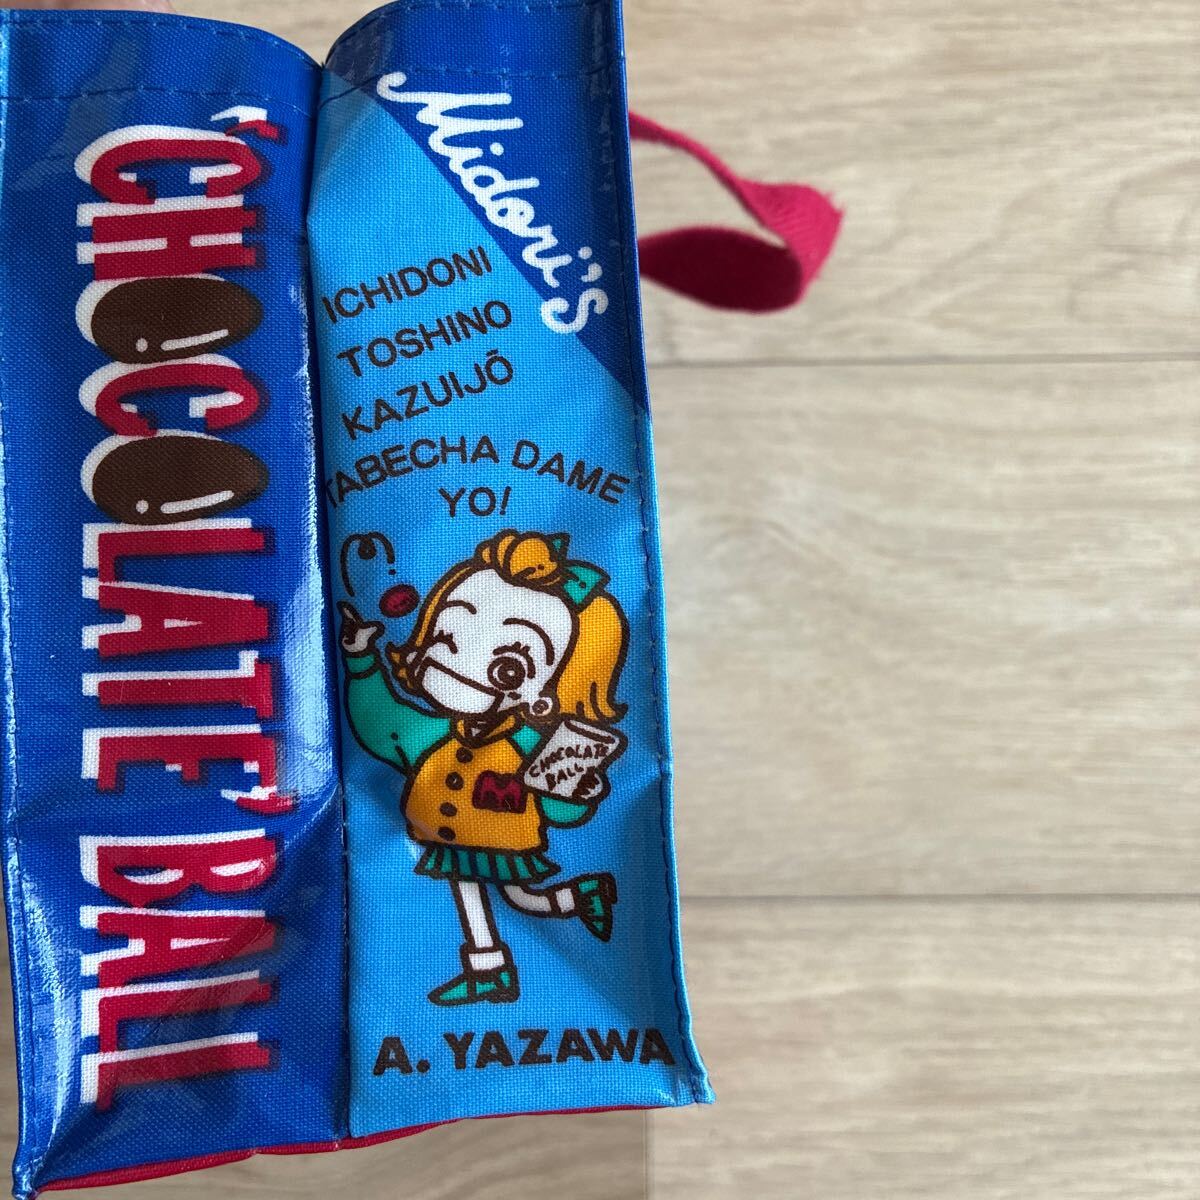 'CHOCOLATE' BALL
Midori's
ICHIDONI
TOSHINO
KAZUIJŌ
TABECHA DAME
YO!
CHOCOLATE
BALL
M
A. YAZAWA